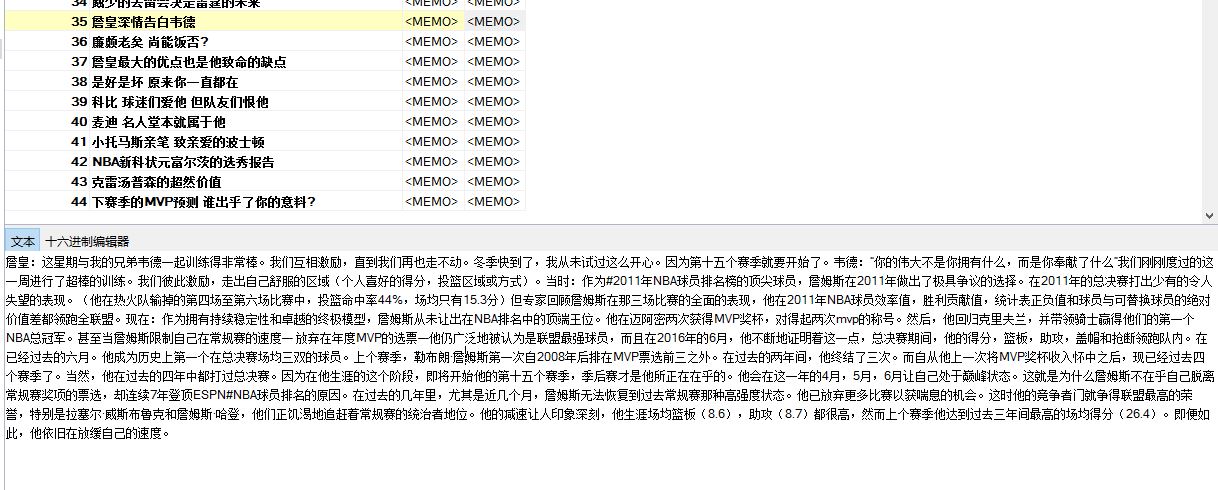 34 威少的去留会决定雷霆的未来 <MEMO> <MEMO>
35 詹皇深情告白韦德 <MEMO> <MEMO>
36 廉颇老矣 尚能饭否? <MEMO> <MEMO>
37 詹皇最大的优点也是他致命的缺点 <MEMO> <MEMO>
38 是好是坏 原来你一直都在 <MEMO> <MEMO>
39 科比 球迷们爱他 但队友们恨他 <MEMO> <MEMO>
40 麦迪 名人堂本就属于他 <MEMO> <MEMO>
41 小托马斯亲笔 致亲爱的波士顿 <MEMO> <MEMO>
42 NBA新科状元富尔茨的选秀报告 <MEMO> <MEMO>
43 克雷汤普森的超然价值 <MEMO> <MEMO>
44 下赛季的MVP预测 谁出乎了你的意料? <MEMO> <MEMO>
文本 十六进制编辑器
詹皇：这星期与我的兄弟韦德一起训练得非常棒。我们互相激励，直到我们再也走不动。冬季快到了，我从未试过这么开心。因为第十五个赛季就要开始了。韦德：“你的伟大不是你拥有什么，而是你奉献了什么”我们刚刚度过的这
一周进行了超棒的训练。我们彼此激励，走出自己舒服的区域（个人喜好的得分，投篮区域或方式）。当时：作为#2011年NBA球员排名榜的顶尖球员，詹姆斯在2011年做出了极具争议的选择。在2011年的总决赛打出少有的令人
失望的表现。（他在热火队输掉的第四场至第六场比赛中，投篮命中率44%，场均只有15.3分）但专家回顾詹姆斯在那三场比赛的全面的表现，他在2011年NBA球员效率值，胜利贡献值，统计表正负值和球员与可替换球员的绝对
价值差都领跑全联盟。现在：作为拥有持续稳定性和卓越的终极模型，詹姆斯从未让出在NBA排名中的顶端王位。他在迈阿密两次获得MVP奖杯，对得起两次mvp的称号。然后，他回归克里夫兰，并带领骑士赢得他们的第一个
NBA总冠军。甚至当詹姆斯限制自己在常规赛的速度一 放弃在年度MVP的选票一他仍广泛地被认为是联盟最强球员，而且在2016年的6月，他不断地证明着这一点，总决赛期间，他的得分，篮板，助攻，盖帽和抢断领跑队内。在
已经过去的六月。他成为历史上第一个在总决赛场均三双的球员。上个赛季，勒布朗·詹姆斯第一次自2008年后排在MVP票选前三之外。在过去的两年间，他终结了三次。而自从他上一次将MVP奖杯收入怀中之后，现已经过去四
个赛季了。当然，他在过去的四年中都打过总决赛。因为在他生涯的这个阶段，即将开始他的第十五个赛季，季后赛才是他所正在在乎的。他会在这一年的4月，5月，6月让自己处于巅峰状态。这就是为什么詹姆斯不在乎自己脱离
常规赛奖项的票选，却连续7年登顶ESPN#NBA球员排名的原因。在过去的几年里，尤其是近几个月，詹姆斯无法恢复到过去常规赛那种高强度状态。他已放弃更多比赛以获喘息的机会。这时他的竞争者门就争得联盟最高的荣
誉，特别是拉塞尔·威斯布鲁克和詹姆斯·哈登，他们正饥渴地追赶着常规赛的统治者地位。他的减速让人印象深刻，他生涯场均篮板（8.6），助攻（8.7）都很高，然而上个赛季他达到过去三年间最高的场均得分（26.4）。即便如
此，他依旧在放缓自己的速度。